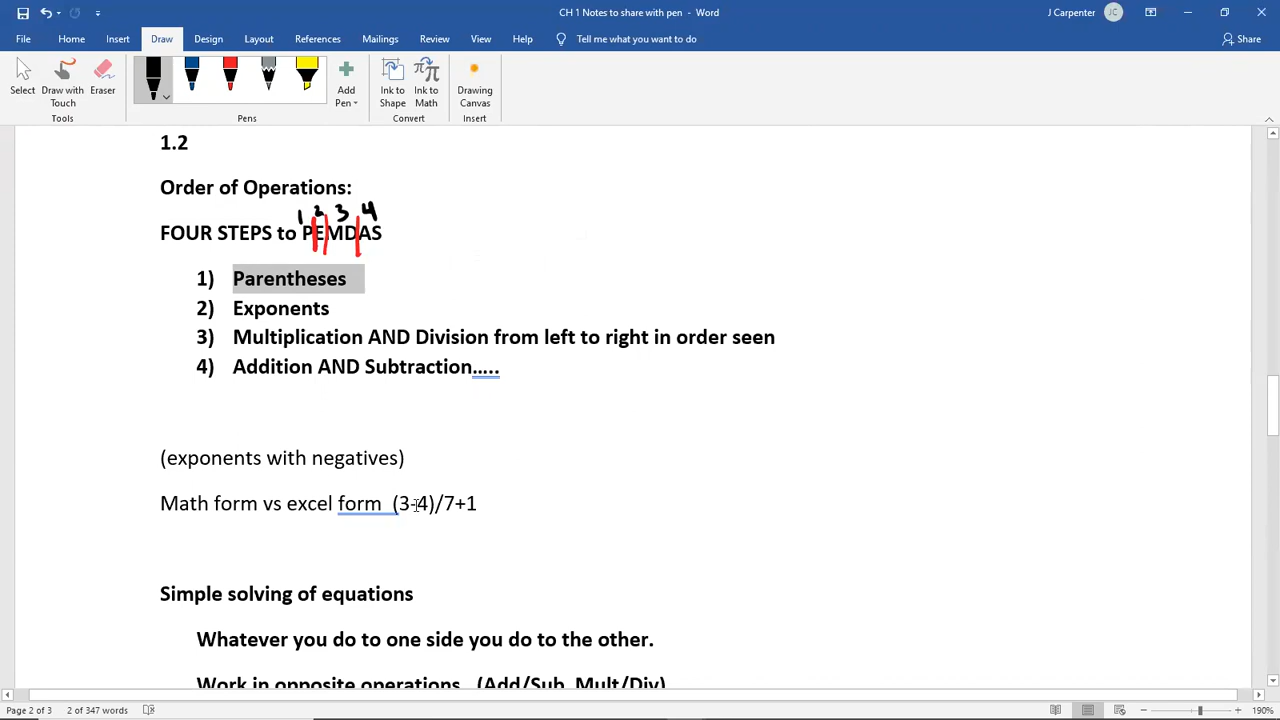 CH 1 Notes to share with pen - Word
J Carpenter JC
File Home Insert Draw Design Layout References Mailings Review View Help Tell me what you want to do Share
Select Draw with Touch Eraser Add Pen Ink to Shape Ink to Math Drawing Canvas
Tools Pens Convert Insert
1.2
Order of Operations:
1 2 3 4
FOUR STEPS to PEMDAS
1) Parentheses
2) Exponents
3) Multiplication AND Division from left to right in order seen
4) Addition AND Subtraction…..
(exponents with negatives)
Math form vs excel form (3-4)/7+1
Simple solving of equations
Whatever you do to one side you do to the other.
Work in opposite operations (Add/Sub Mult/Div)
Page 2 of 3 2 of 347 words 190%